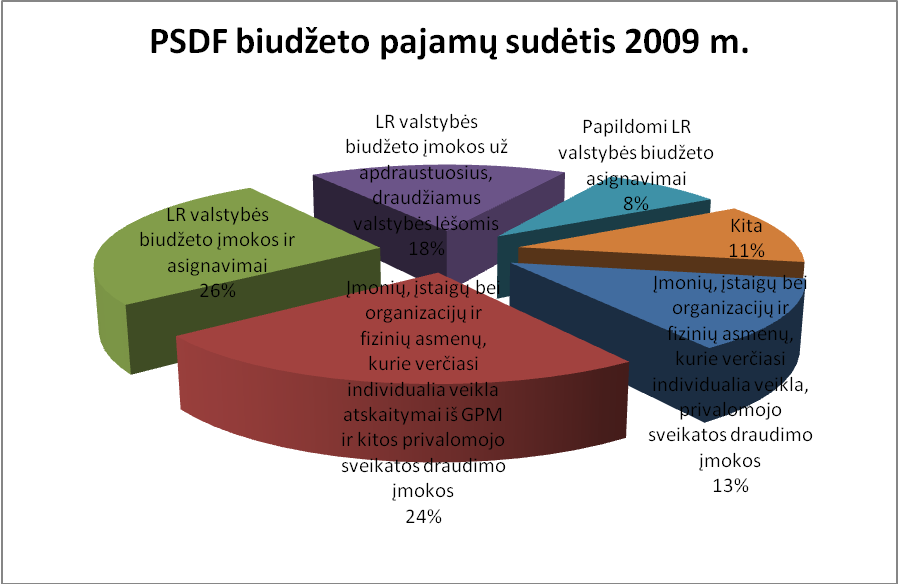 PSDF biudžeto pajamų sudėtis 2009 m.
LR valstybės
biudžeto įmokos už
apdraustuosius,
draudžiamus
valstybės lėšomis
18%
Papildomi LR
valstybės biudžeto
asignavimai
8%
Kita
11%
LR valstybės
biudžeto įmokos ir
asignavimai
26%
Įmonių, įstaigų bei
organizacijų ir
fizinių asmenų,
kurie verčiasi
individualia veikla
atskaitymai iš GPM
ir kitos privalomojo
sveikatos draudimo
įmokos
24%
Įmonių, įstaigų bei
organizacijų ir
fizinių asmenų,
kurie verčiasi
individualia veikla,
privalomojo
sveikatos draudimo
įmokos
13%